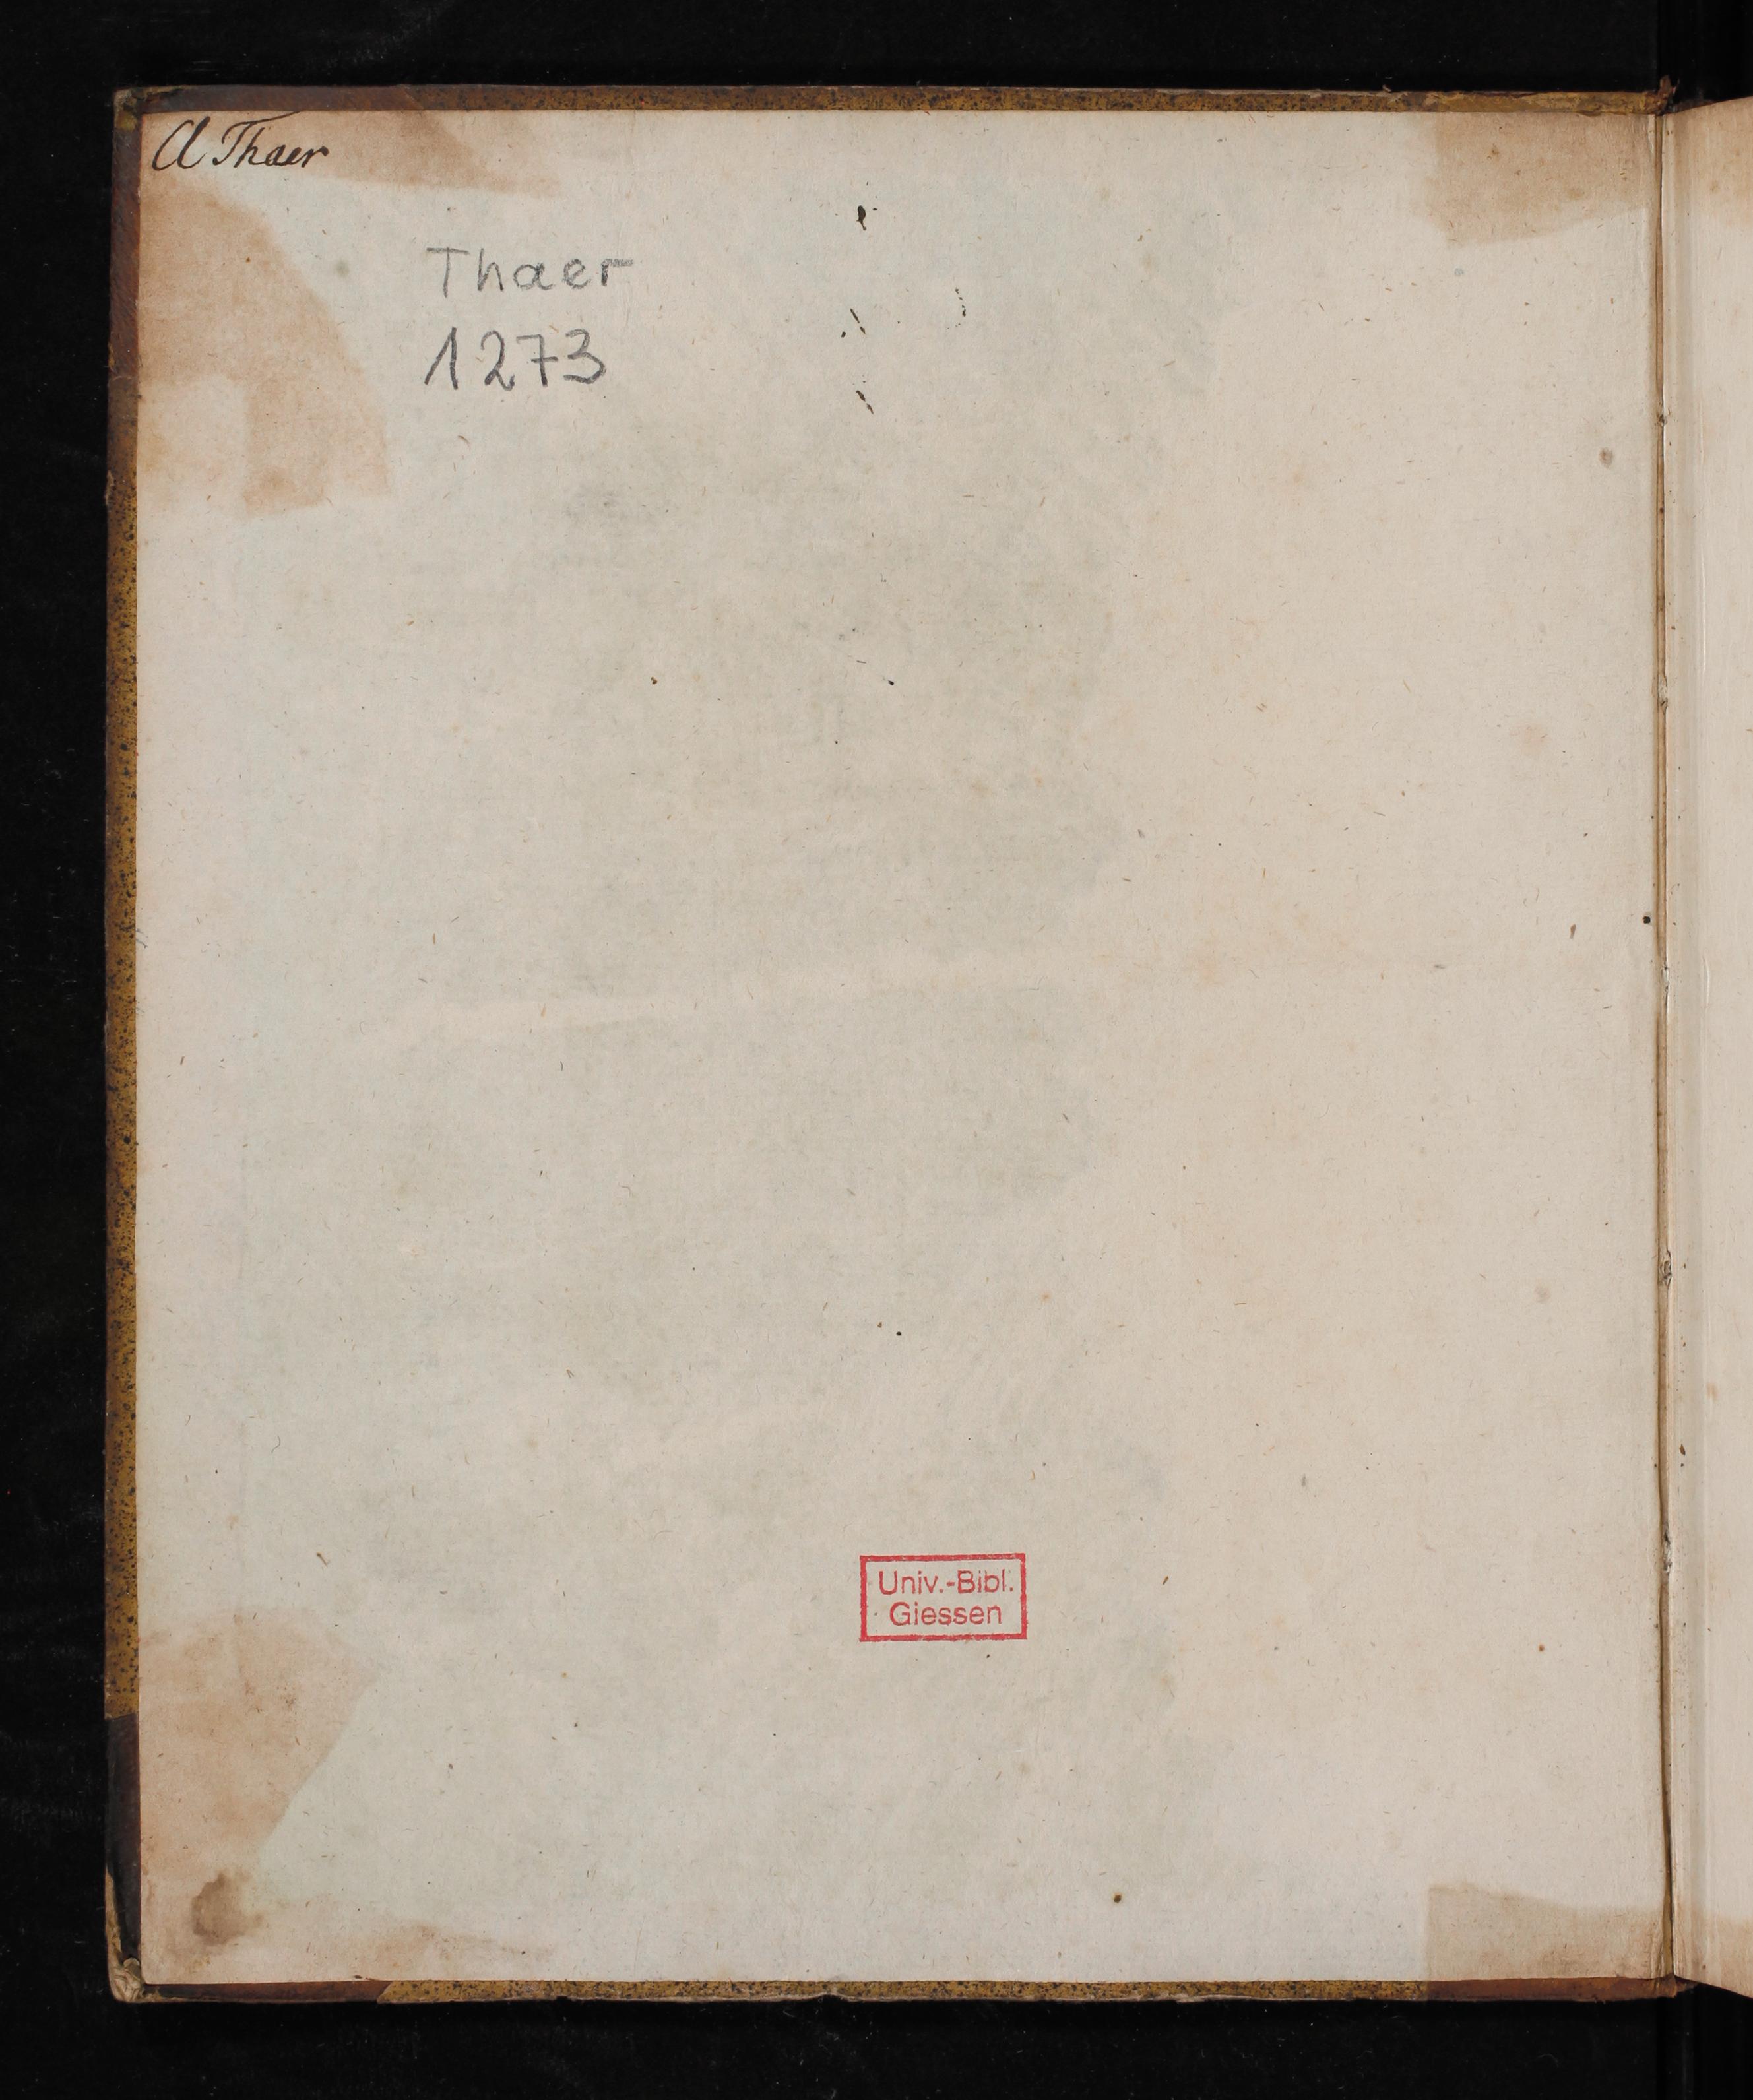 A Thaer
Thaer
1273
Univ.-Bibl.
Giessen